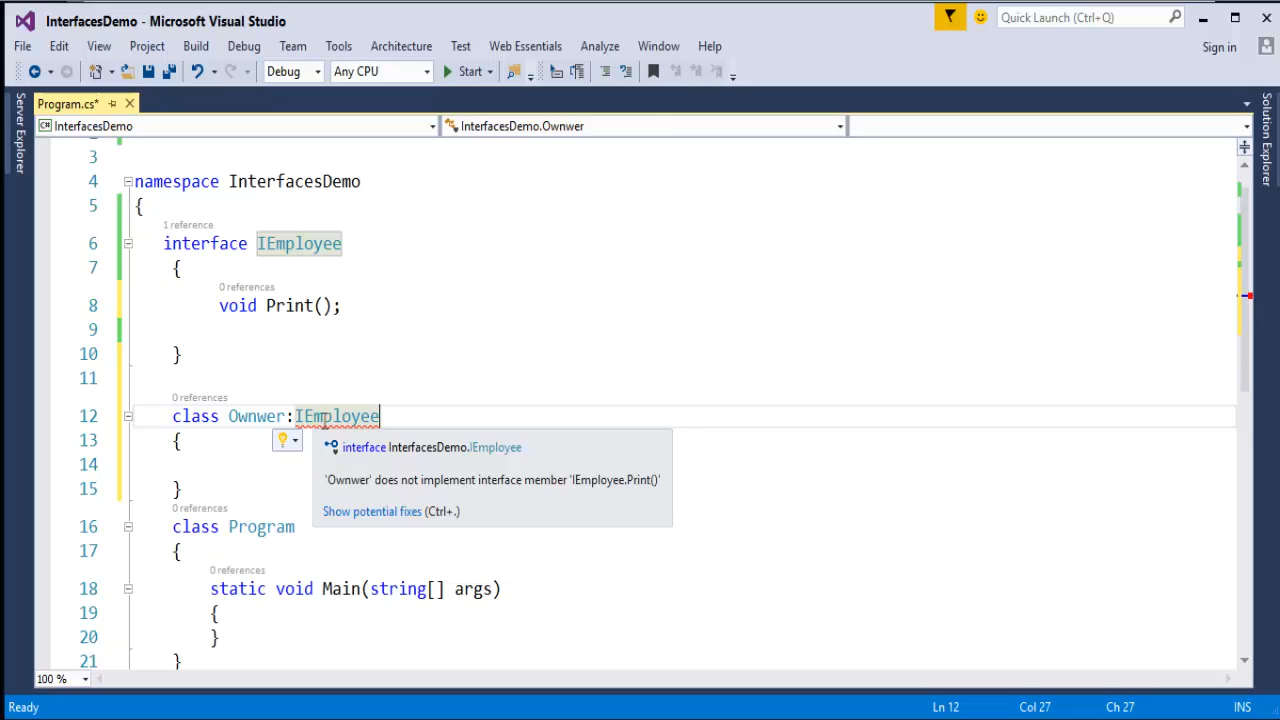 InterfacesDemo - Microsoft Visual Studio
Quick Launch (Ctrl+Q)
File Edit View Project Build Debug Team Tools Architecture Test Web Essentials Analyze Window Help
Sign in
Debug Any CPU Start
Program.cs*
InterfacesDemo InterfacesDemo.Ownwer
Server Explorer
Solution Explorer
3
4 namespace InterfacesDemo
5 {
1 reference
6 interface IEmployee
7 {
0 references
8 void Print();
9
10 }
11
0 references
12 class Ownwer:IEmployee
13 {
interface InterfacesDemo.IEmployee
14
'Ownwer' does not implement interface member 'IEmployee.Print()'
15 }
0 references
Show potential fixes (Ctrl+.)
16 class Program
17 {
0 references
18 static void Main(string[] args)
19 {
20 }
21 }
100 %
Ready Ln 12 Col 27 Ch 27 INS